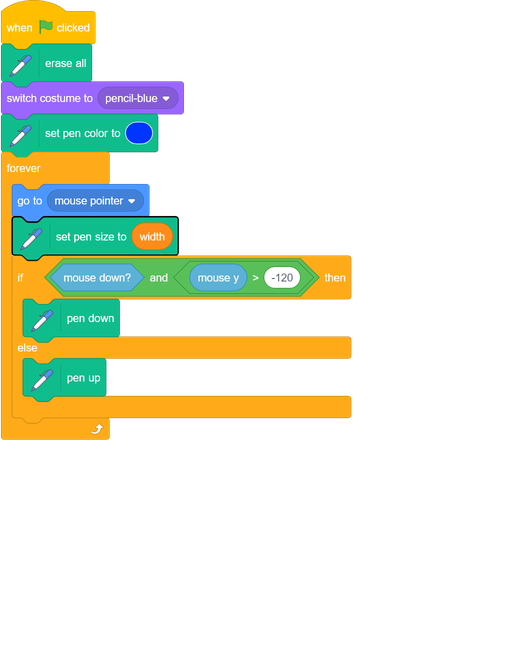 when clicked
erase all
switch costume to pencil-blue
set pen color to
forever
go to mouse pointer
set pen size to width
if mouse down? and mouse y > -120 then
pen down
else
pen up